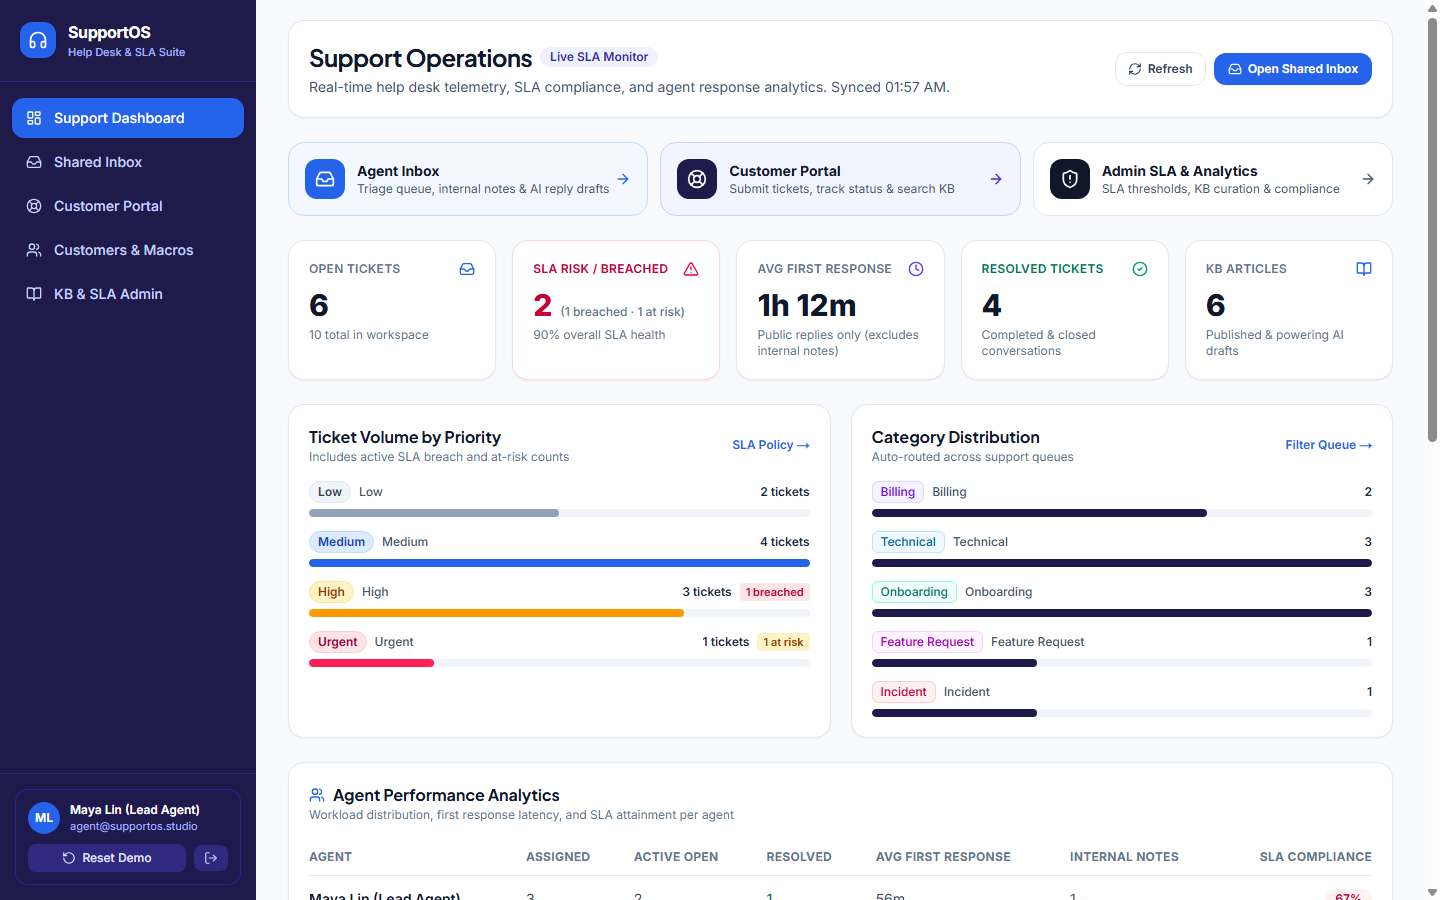 SupportOS
Help Desk & SLA Suite
Support Dashboard
Shared Inbox
Customer Portal
Customers & Macros
KB & SLA Admin
ML
Maya Lin (Lead Agent)
agent@supportos.studio
Reset Demo
Support Operations
Live SLA Monitor
Real-time help desk telemetry, SLA compliance, and agent response analytics. Synced 01:57 AM.
Refresh
Open Shared Inbox
Agent Inbox
Triage queue, internal notes & AI reply drafts
Customer Portal
Submit tickets, track status & search KB
Admin SLA & Analytics
SLA thresholds, KB curation & compliance
OPEN TICKETS
6
10 total in workspace
SLA RISK / BREACHED
2 (1 breached · 1 at risk)
90% overall SLA health
AVG FIRST RESPONSE
1h 12m
Public replies only (excludes
internal notes)
RESOLVED TICKETS
4
Completed & closed
conversations
KB ARTICLES
6
Published & powering AI
drafts
Ticket Volume by Priority
Includes active SLA breach and at-risk counts
SLA Policy →
Low Low 2 tickets
Medium Medium 4 tickets
High High 3 tickets 1 breached
Urgent Urgent 1 tickets 1 at risk
Category Distribution
Auto-routed across support queues
Filter Queue →
Billing Billing 2
Technical Technical 3
Onboarding Onboarding 3
Feature Request Feature Request 1
Incident Incident 1
Agent Performance Analytics
Workload distribution, first response latency, and SLA attainment per agent
AGENT ASSIGNED ACTIVE OPEN RESOLVED AVG FIRST RESPONSE INTERNAL NOTES SLA COMPLIANCE
Maya Lin (Lead Agent) 3 2 1 56m 1 67%